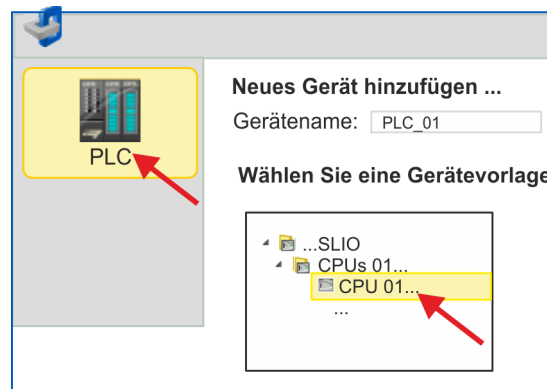 PLC
Neues Gerät hinzufügen ...
Gerätename: PLC_01
Wählen Sie eine Gerätevorlage
...SLIO
CPUs 01...
CPU 01...
...